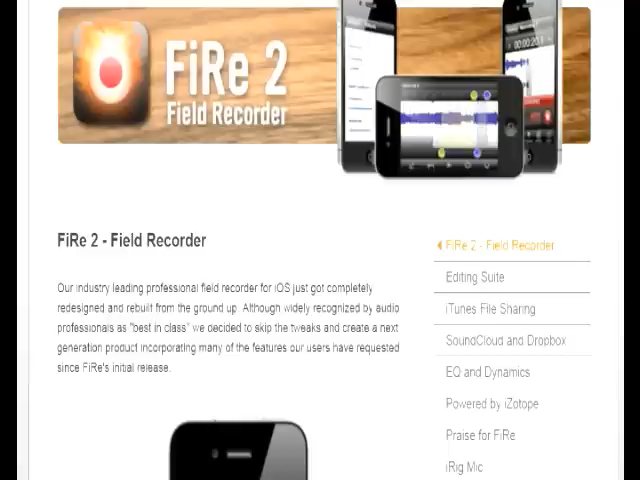 FiRe 2
Field Recorder
FiRe 2 - Field Recorder
Our industry leading professional field recorder for iOS just got completely
redesigned and rebuilt from the ground up. Although widely recognized by audio
professionals as "best in class" we decided to skip the tweaks and create a next
generation product incorporating many of the features our users have requested
since FiRe's initial release.
FiRe 2 - Field Recorder
Editing Suite
iTunes File Sharing
SoundCloud and Dropbox
EQ and Dynamics
Powered by iZotope
Praise for FiRe
iRig Mic